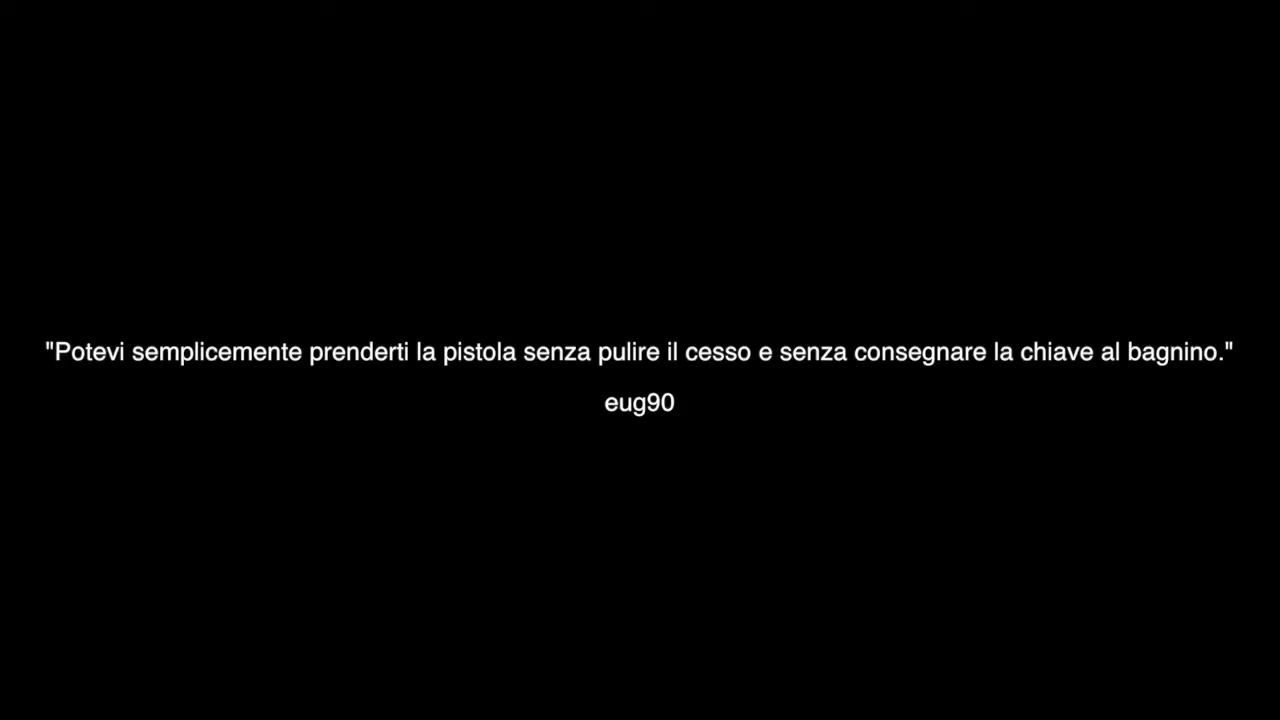 "Potevi semplicemente prenderti la pistola senza pulire il cesso e senza consegnare la chiave al bagnino."
eug90